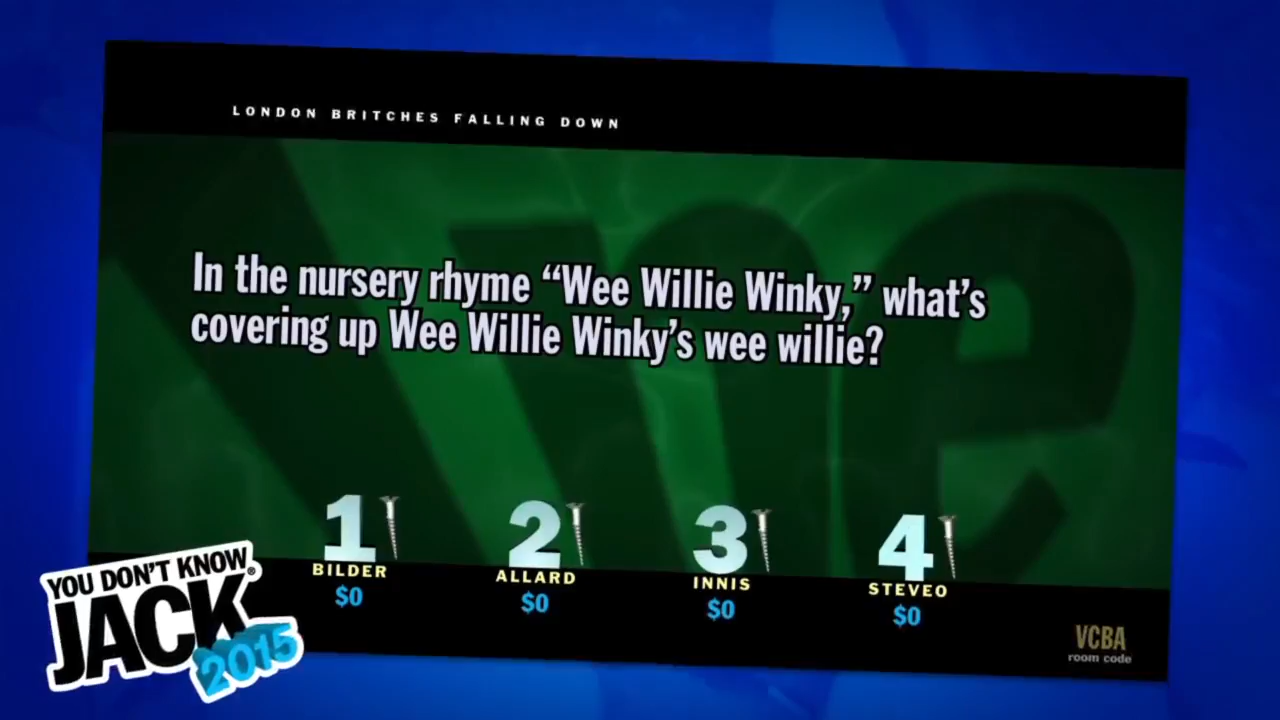 LONDON BRITCHES FALLING DOWN
In the nursery rhyme “Wee Willie Winky,” what’s
covering up Wee Willie Winky’s wee willie?
1 2 3 4
BILDER ALLARD INNIS STEVEO
$0 $0 $0 $0
YOU DON'T KNOW
JACK®
2015
VCBA
room code